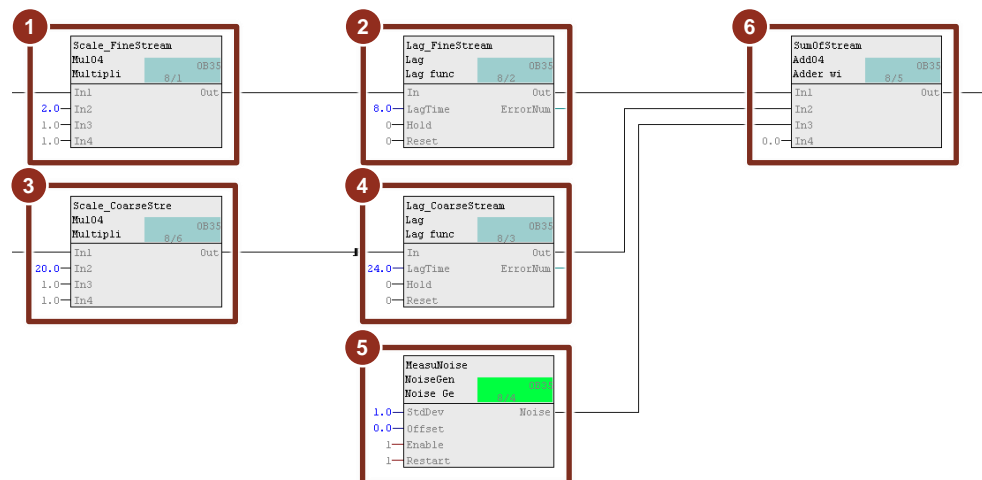 1
Scale_FineStream
Mul04
Multipli
OB35
8/1
In1 Out
2.0 In2
1.0 In3
1.0 In4
2
Lag_FineStream
Lag
Lag func
OB35
8/2
In Out
8.0 LagTime ErrorNum
0 Hold
0 Reset
6
SumOfStream
Add04
Adder wi
OB35
8/5
In1 Out
In2
In3
0.0 In4
3
Scale_CoarseStre
Mul04
Multipli
OB35
8/6
In1 Out
20.0 In2
1.0 In3
1.0 In4
4
Lag_CoarseStream
Lag
Lag func
OB35
8/3
In Out
24.0 LagTime ErrorNum
0 Hold
0 Reset
5
MeasuNoise
NoiseGen
Noise Ge
OB35
8/4
1.0 StdDev Noise
0.0 Offset
1 Enable
1 Restart